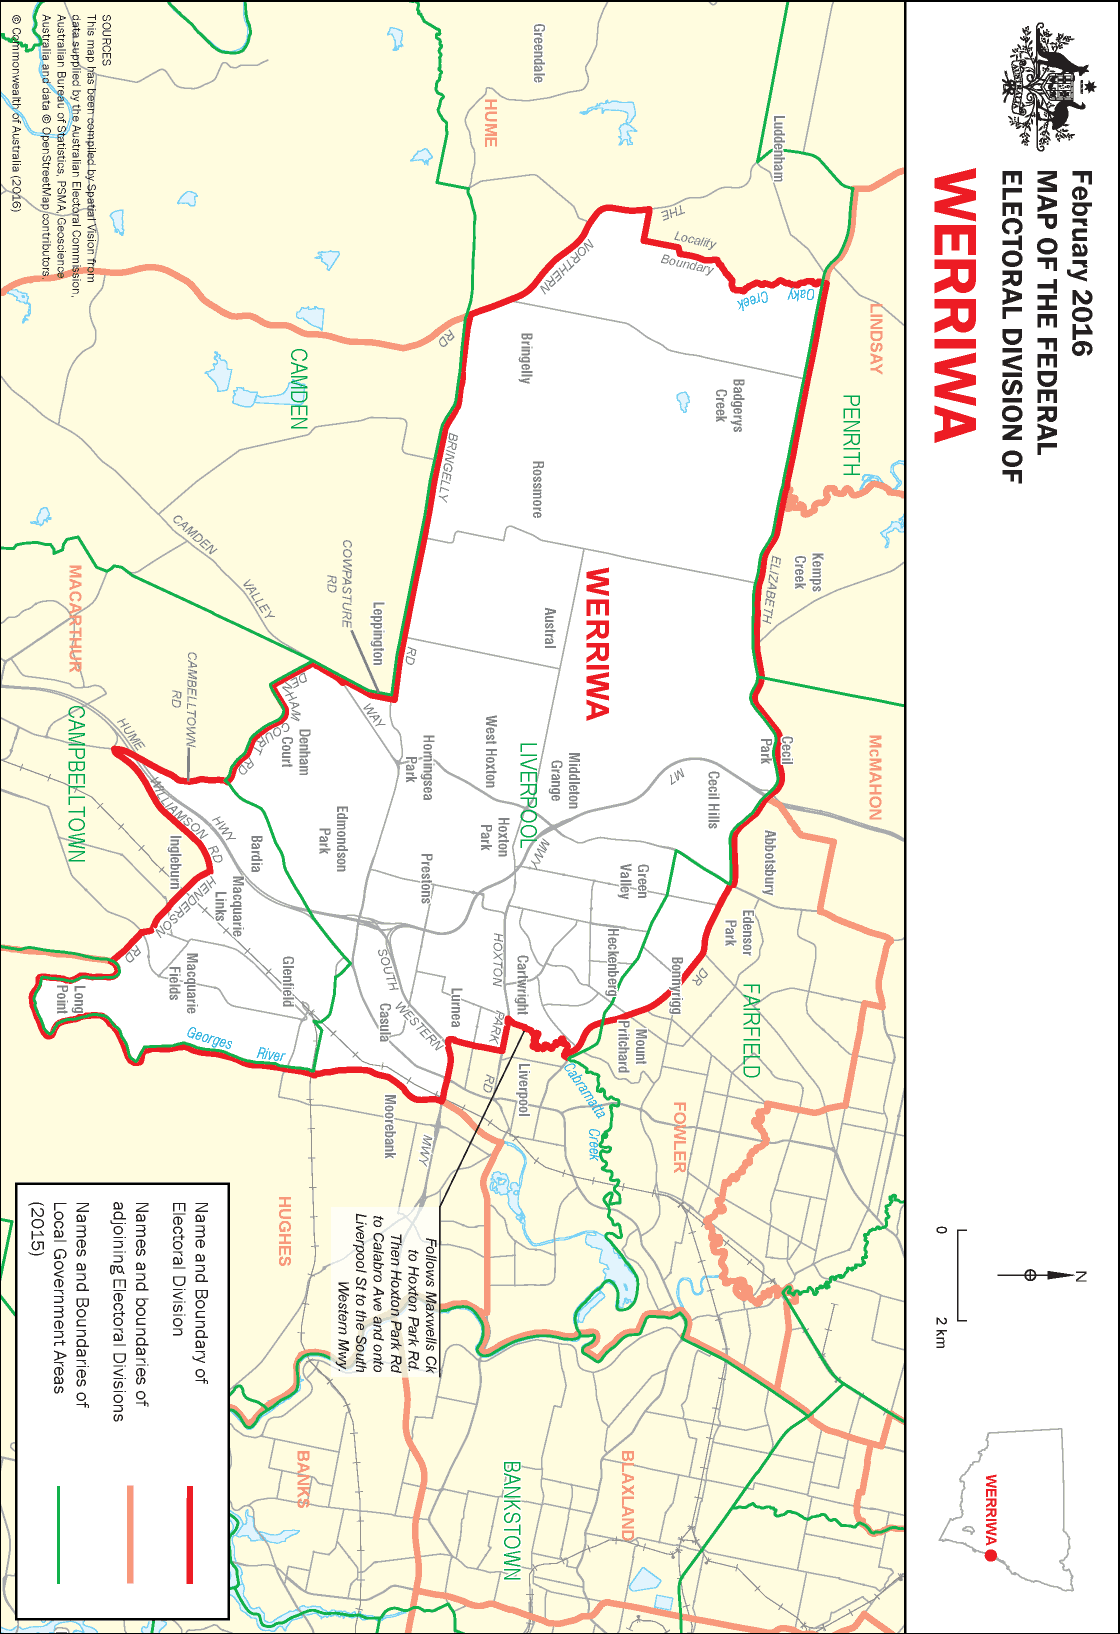 February 2016
MAP OF THE FEDERAL
ELECTORAL DIVISION OF
WERRIWA
N
0
2 km
WERRIWA
Luddenham
Greendale
HUME
THE
Locality
Boundary
NORTHERN
RD
Oaky
Creek
LINDSAY
PENRITH
Badgerys
Creek
Bringelly
Rossmore
BRINGELLY
RD
CAMDEN
Kemps
Creek
ELIZABETH
DR
WERRIWA
Austral
COWPASTURE
RD
Leppington
CAMDEN
VALLEY
WAY
MACARTHUR
CAMPBELLTOWN
CAMBELLTOWN
RD
DENHAM COURT RD
Denham
Court
Horningsea
Park
West Hoxton
LIVERPOOL
Middleton
Grange
M7
MWY
Cecil
Park
Cecil Hills
McMAHON
Abbotsbury
Edensor
Park
Green
Valley
Hoxton
Park
Prestons
Edmondson
Park
HUME
HWY
WILLIAMSON
RD
Bardia
Ingleburn
HENDERSON
RD
Macquarie
Links
Macquarie
Fields
Long
Point
Glenfield
Georges
River
Casula
SOUTH
WESTERN
MWY
Lurnea
HOXTON
PARK
RD
Cartwright
Heckenberg
Bonnyrigg
Mount
Pritchard
FAIRFIELD
Cabramatta
Creek
FOWLER
Liverpool
Moorebank
HUGHES
BANKS
BANKSTOWN
BLAXLAND
Follows Maxwells Ck
to Hoxton Park Rd.
Then Hoxton Park Rd
to Calabro Ave and onto
Liverpool St to the South
Western Mwy.
Name and Boundary of
Electoral Division
Names and boundaries of
adjoining Electoral Divisions
Names and Boundaries of
Local Government Areas
(2015)
SOURCES
This map has been compiled by Spatial Vision from
data supplied by the Australian Electoral Commission,
Australian Bureau of Statistics, PSMA, Geoscience
Australia and data © OpenStreetMap contributors.
© Commonwealth of Australia (2016)